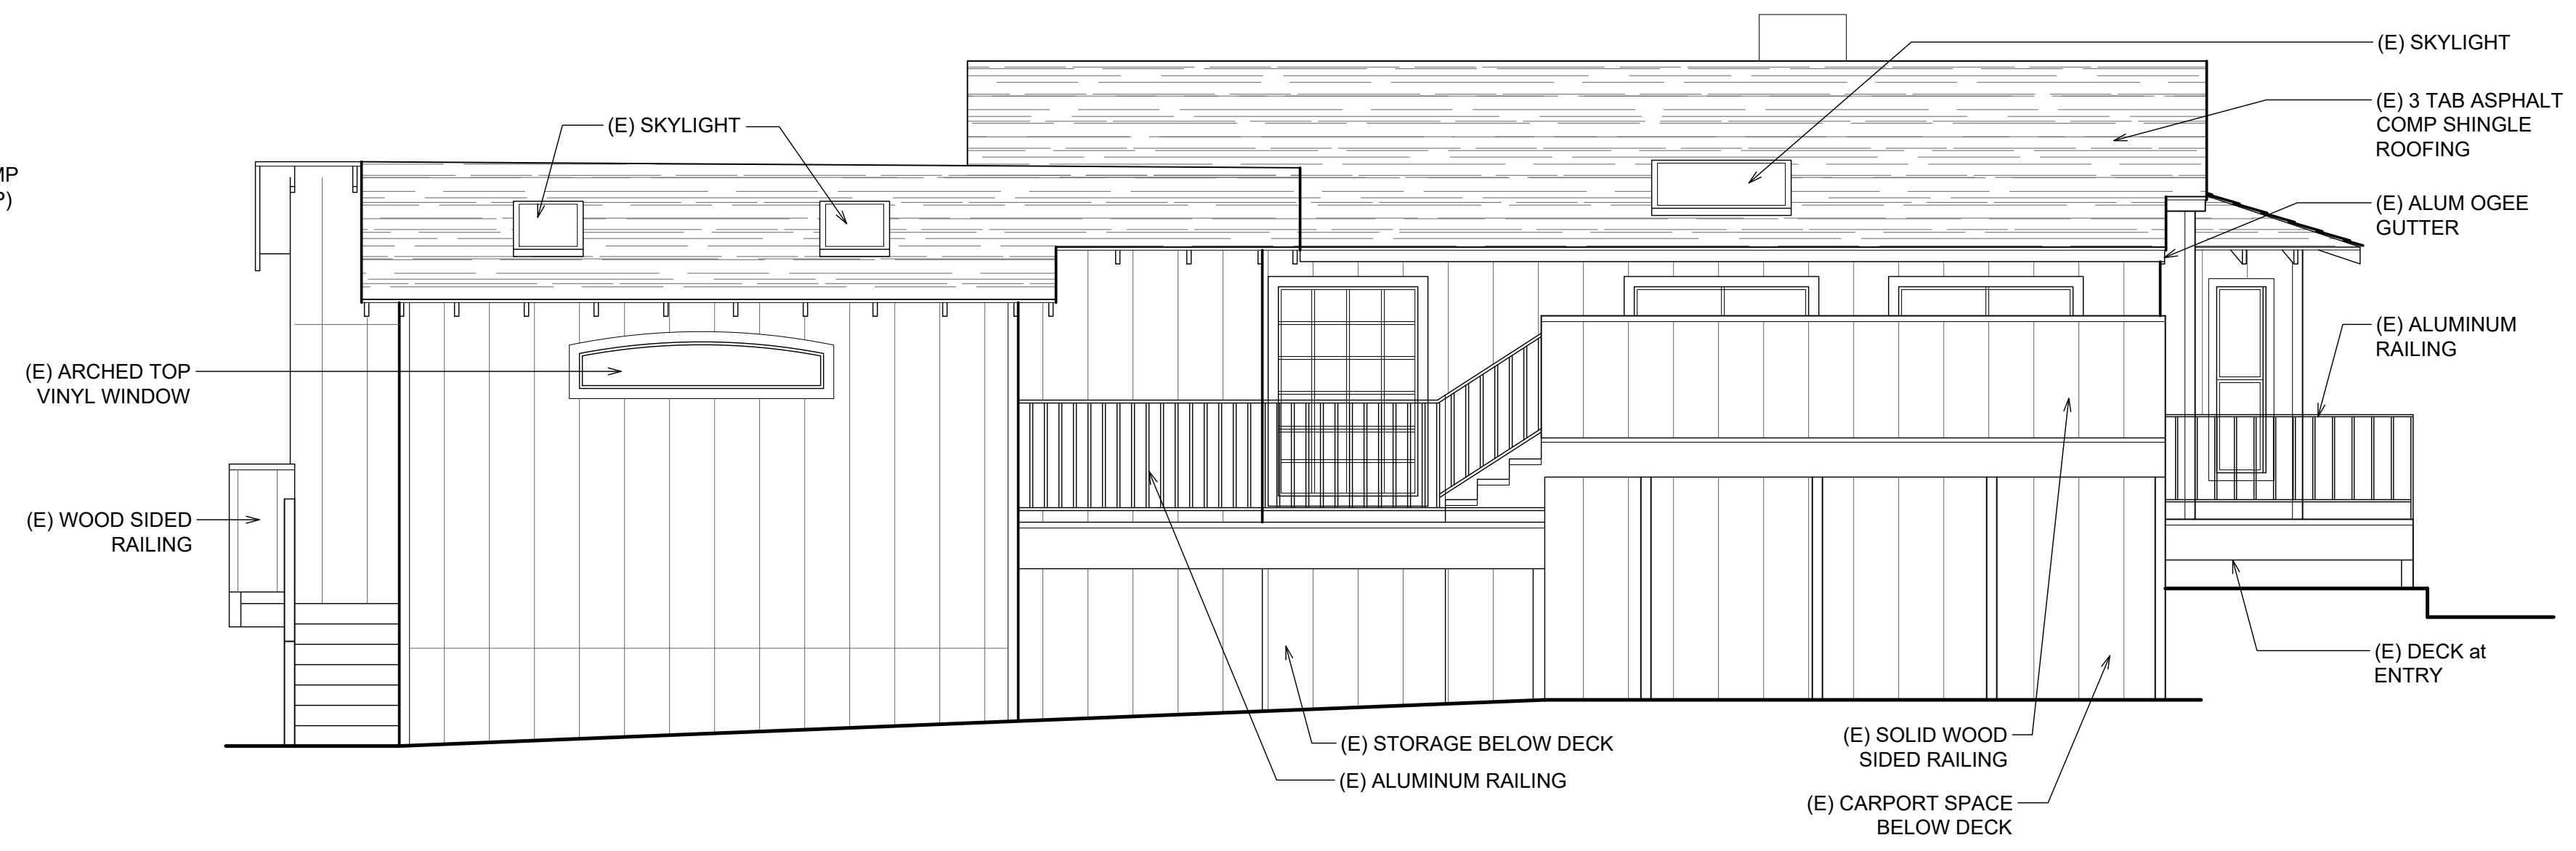 (E) SKYLIGHT
(E) 3 TAB ASPHALT
COMP SHINGLE
ROOFING
(E) SKYLIGHT
MP
P)
(E) ALUM OGEE
GUTTER
(E) ALUMINUM
RAILING
(E) ARCHED TOP
VINYL WINDOW
(E) WOOD SIDED
RAILING
(E) DECK at
ENTRY
(E) STORAGE BELOW DECK
(E) ALUMINUM RAILING
(E) SOLID WOOD
SIDED RAILING
(E) CARPORT SPACE
BELOW DECK